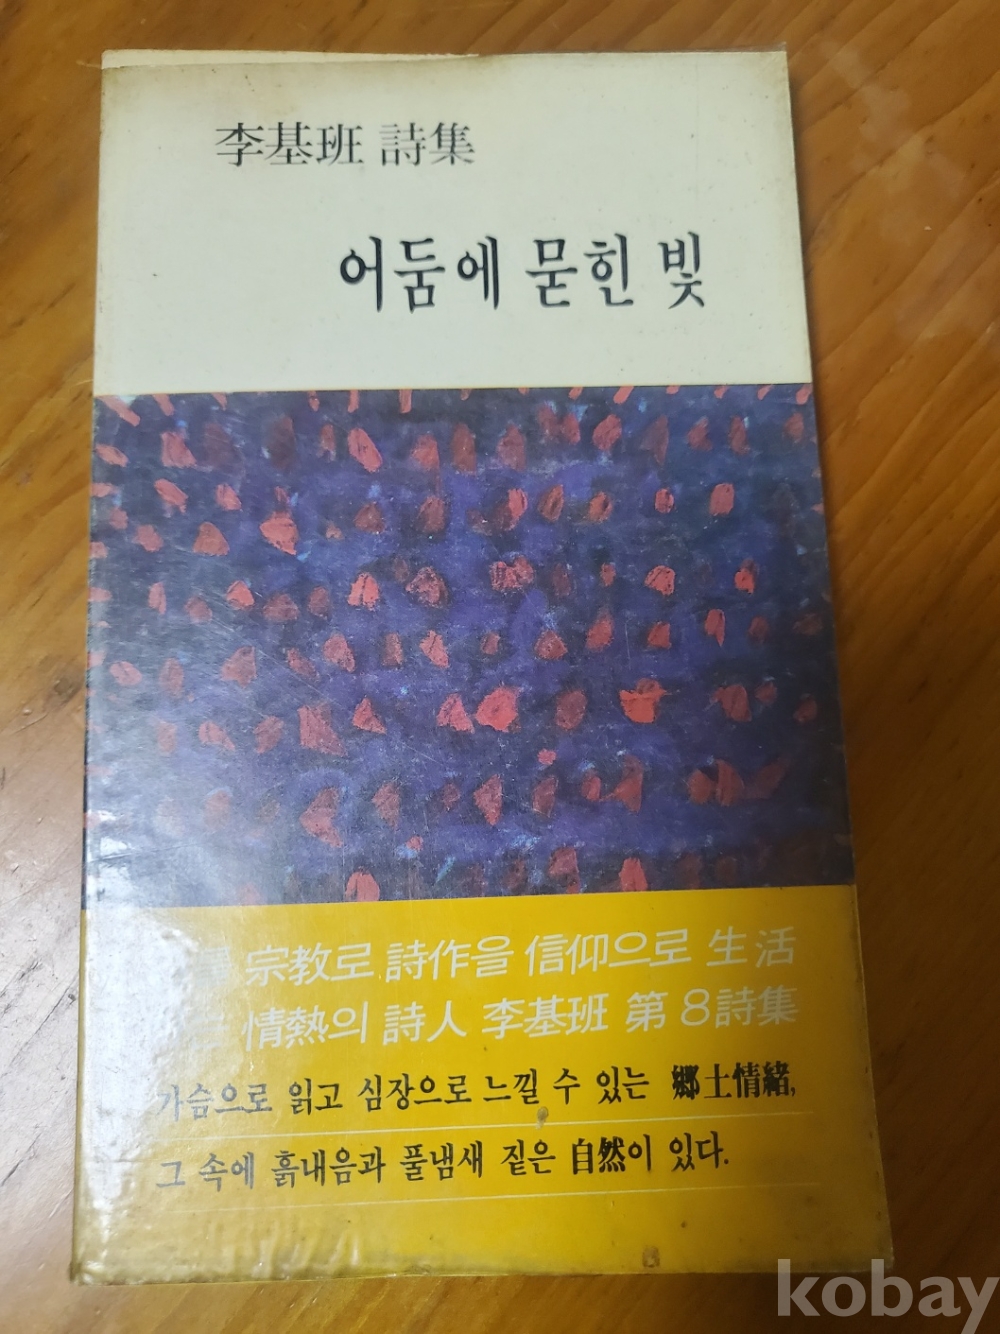 李基班 詩集
어둠에 묻힌 빛
宗教로 詩作을 信仰으로 生活
情熱의 詩人 李基班 第8詩集
가슴으로 읽고 심장으로 느낄 수 있는 鄕土情緖,
그 속에 흙내음과 풀냄새 짙은 自然이 있다.
kobay